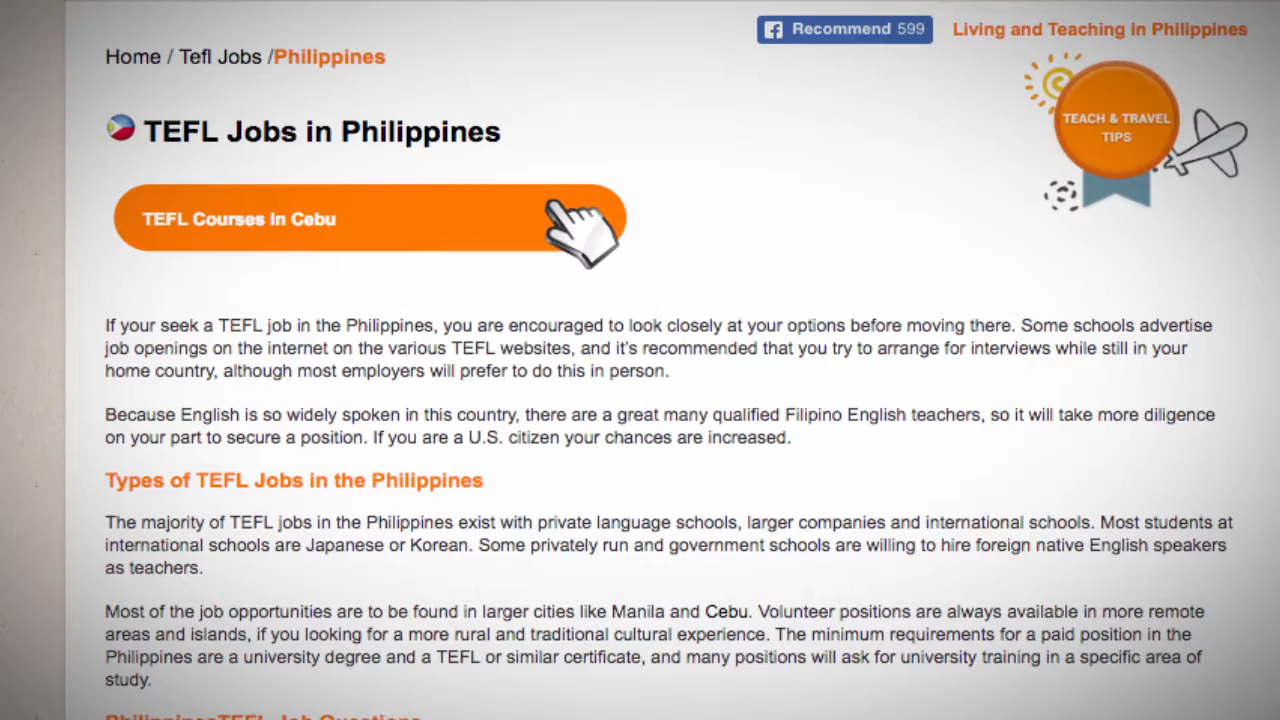 Recommend 599
Living and Teaching in Philippines
Home / Tefl Jobs /Philippines
TEACH & TRAVEL
TIPS
TEFL Jobs in Philippines
TEFL Courses In Cebu
If your seek a TEFL job in the Philippines, you are encouraged to look closely at your options before moving there. Some schools advertise
job openings on the internet on the various TEFL websites, and it's recommended that you try to arrange for interviews while still in your
home country, although most employers will prefer to do this in person.
Because English is so widely spoken in this country, there are a great many qualified Filipino English teachers, so it will take more diligence
on your part to secure a position. If you are a U.S. citizen your chances are increased.
Types of TEFL Jobs in the Philippines
The majority of TEFL jobs in the Philippines exist with private language schools, larger companies and international schools. Most students at
international schools are Japanese or Korean. Some privately run and government schools are willing to hire foreign native English speakers
as teachers.
Most of the job opportunities are to be found in larger cities like Manila and Cebu. Volunteer positions are always available in more remote
areas and islands, if you looking for a more rural and traditional cultural experience. The minimum requirements for a paid position in the
Philippines are a university degree and a TEFL or similar certificate, and many positions will ask for university training in a specific area of
study.
PhilippinesTEFL Job Questions